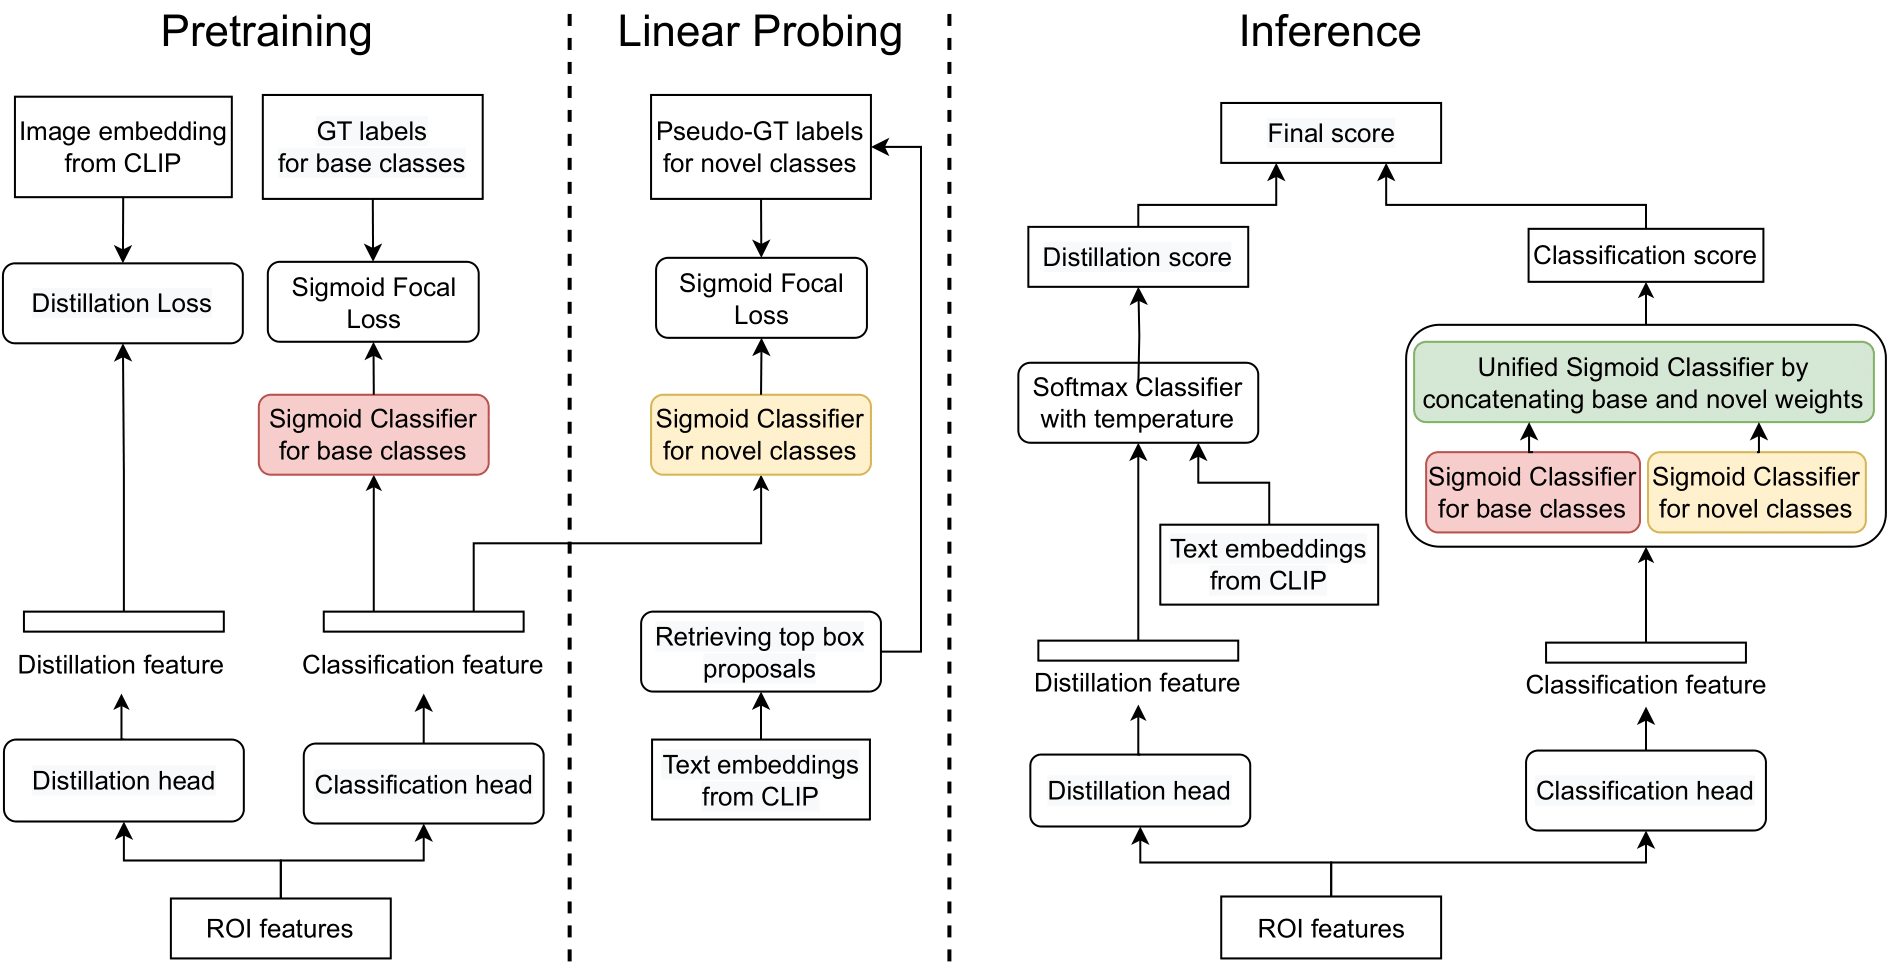 Pretraining
Image embedding
from CLIP
GT labels
for base classes
Distillation Loss
Sigmoid Focal
Loss
Sigmoid Classifier
for base classes
Distillation feature
Classification feature
Distillation head
Classification head
ROI features
Linear Probing
Pseudo-GT labels
for novel classes
Sigmoid Focal
Loss
Sigmoid Classifier
for novel classes
Retrieving top box
proposals
Text embeddings
from CLIP
Inference
Final score
Distillation score
Classification score
Softmax Classifier
with temperature
Unified Sigmoid Classifier by
concatenating base and novel weights
Sigmoid Classifier
for base classes
Sigmoid Classifier
for novel classes
Text embeddings
from CLIP
Distillation feature
Classification feature
Distillation head
Classification head
ROI features